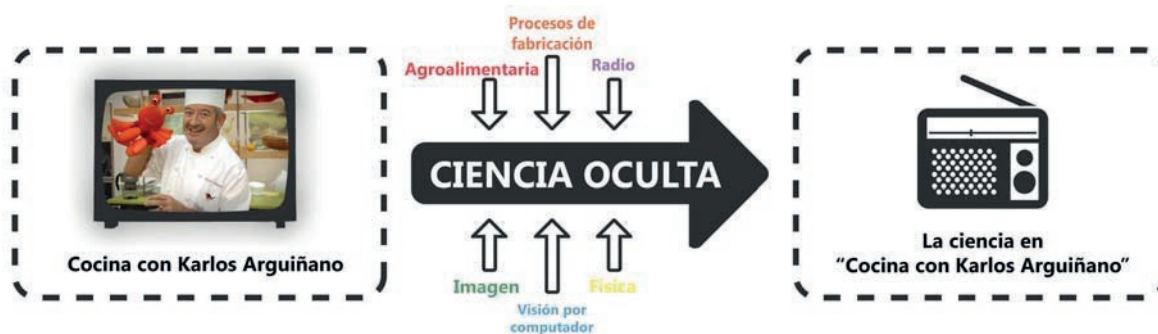 Cocina con Karlos Arguiñano
Procesos de
fabricación
Agroalimentaria
Radio
CIENCIA OCULTA
Imagen
Física
Visión por
computador
La ciencia en
“Cocina con Karlos Arguiñano”